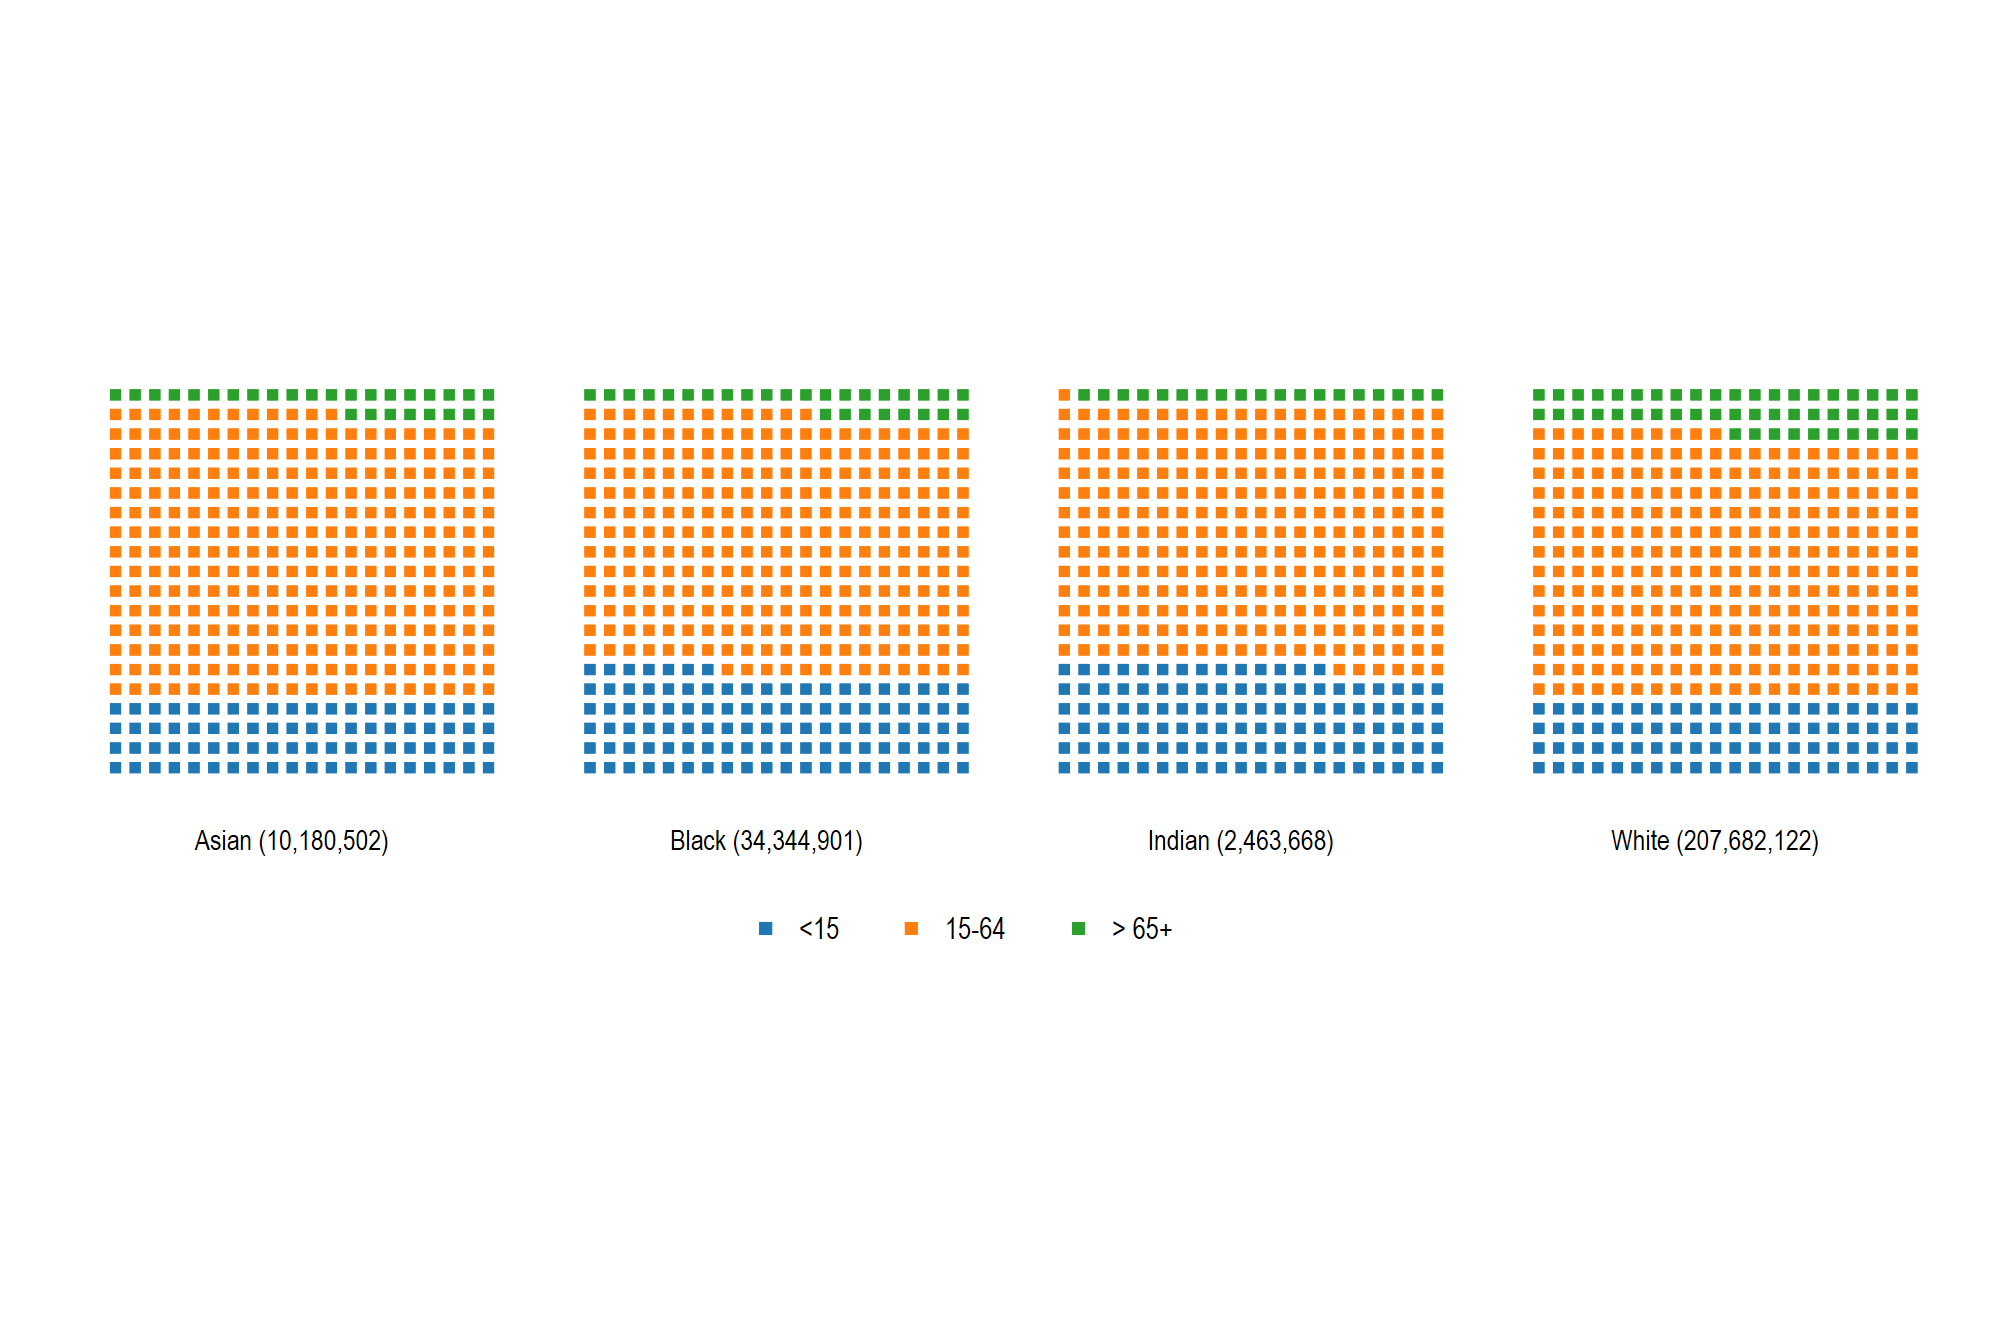 Asian (10,180,502)
Black (34,344,901)
Indian (2,463,668)
White (207,682,122)
<15
15-64
> 65+